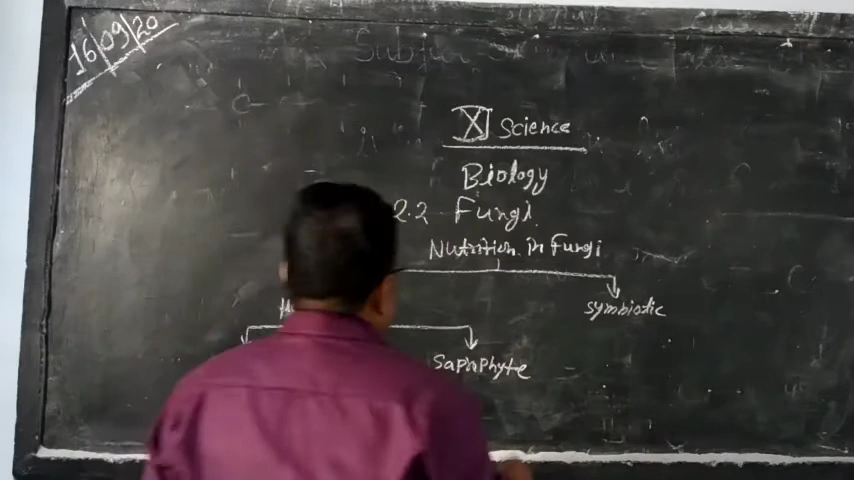 16/09/20
XI Science
Biology
2.2 Fungi
Nutrition in Fungi
symbiotic
Saprophyte